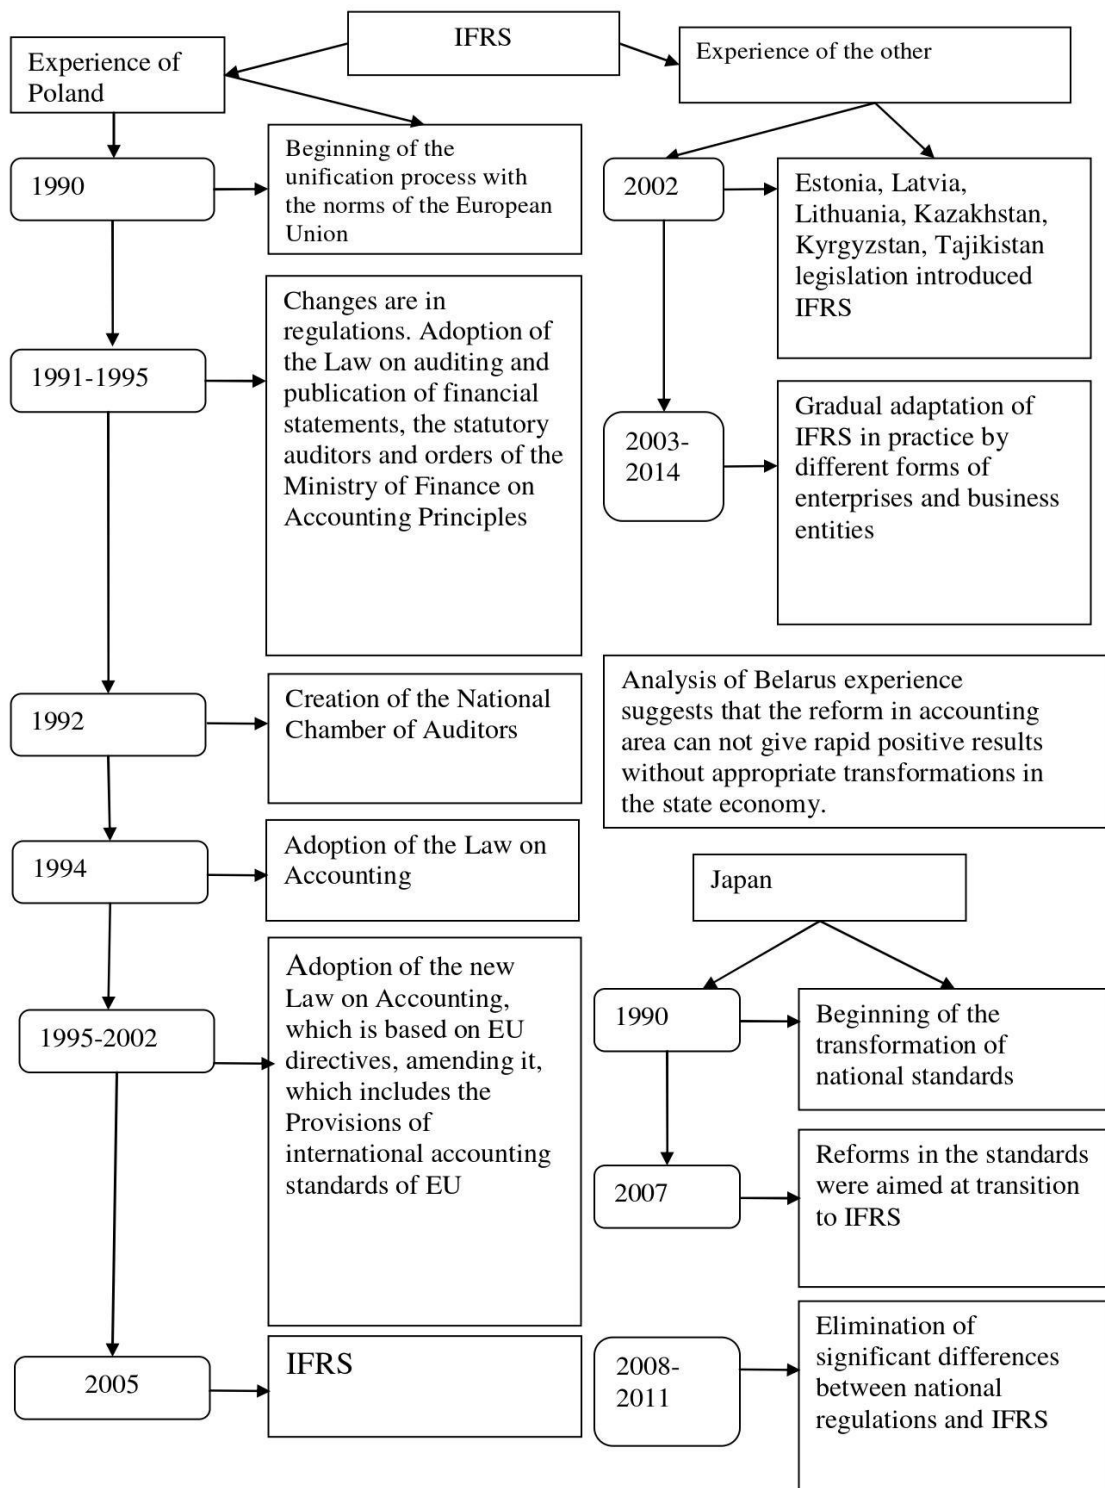 IFRS
Experience of
Poland
1990
Beginning of the
unification process with
the norms of the European
Union
1991-1995
Changes are in
regulations. Adoption of
the Law on auditing and
publication of financial
statements, the statutory
auditors and orders of the
Ministry of Finance on
Accounting Principles
1992
Creation of the National
Chamber of Auditors
1994
Adoption of the Law on
Accounting
1995-2002
Adoption of the new
Law on Accounting,
which is based on EU
directives, amending it,
which includes the
Provisions of
international accounting
standards of EU
2005
IFRS
Experience of the other
2002
Estonia, Latvia,
Lithuania, Kazakhstan,
Kyrgyzstan, Tajikistan
legislation introduced
IFRS
2003-
2014
Gradual adaptation of
IFRS in practice by
different forms of
enterprises and business
entities
Analysis of Belarus experience
suggests that the reform in accounting
area can not give rapid positive results
without appropriate transformations in
the state economy.
Japan
1990
Beginning of the
transformation of
national standards
2007
Reforms in the standards
were aimed at transition
to IFRS
2008-
2011
Elimination of
significant differences
between national
regulations and IFRS